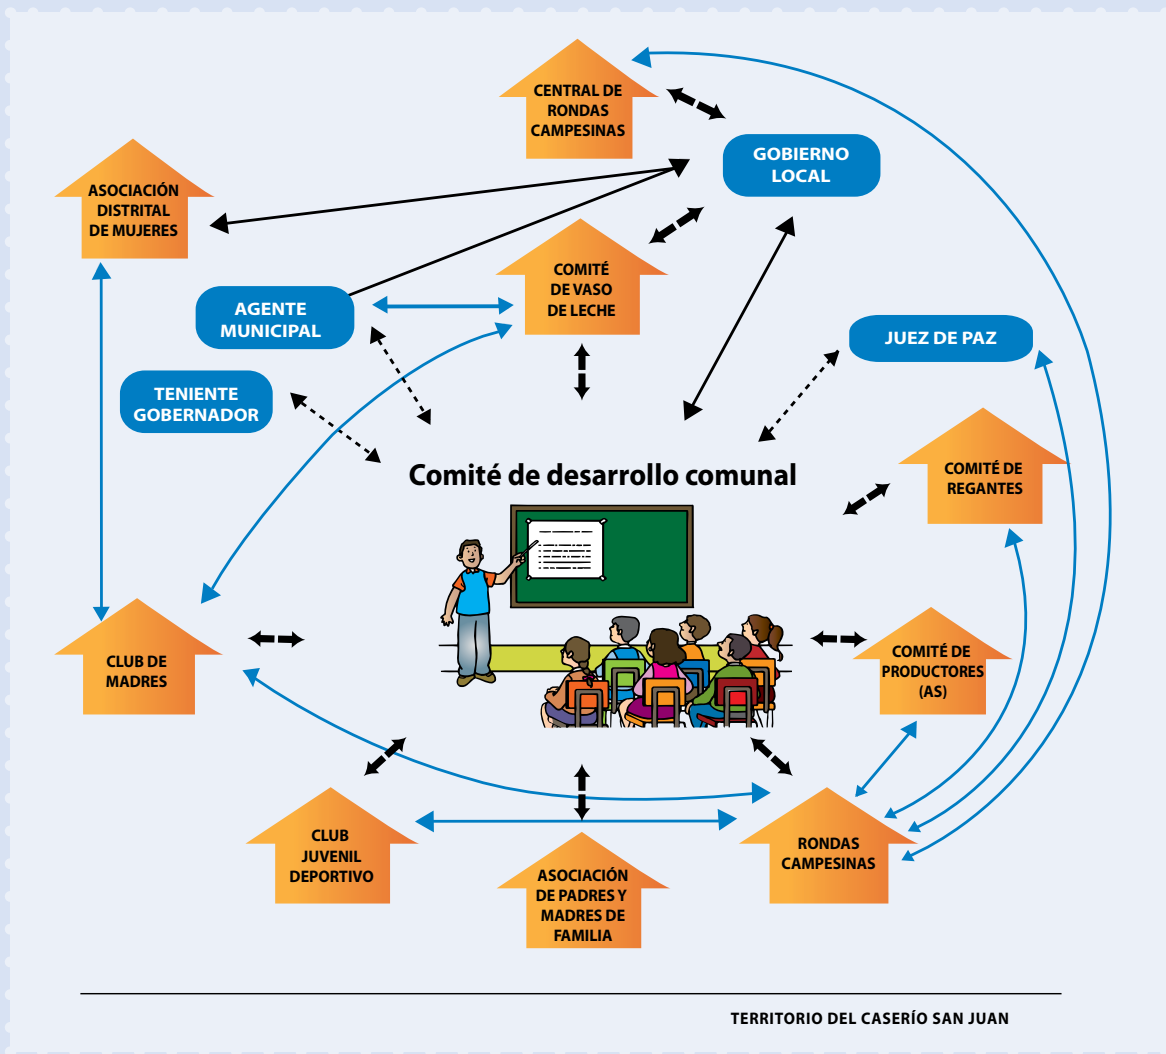 CENTRAL DE
RONDAS
CAMPESINAS
GOBIERNO
LOCAL
ASOCIACIÓN
DISTRITAL
DE MUJERES
COMITÉ
DE VASO
DE LECHE
AGENTE
MUNICIPAL
JUEZ DE PAZ
TENIENTE
GOBERNADOR
Comité de desarrollo comunal
COMITÉ DE
REGANTES
CLUB DE
MADRES
COMITÉ DE
PRODUCTORES
(AS)
CLUB
JUVENIL
DEPORTIVO
ASOCIACIÓN
DE PADRES Y
MADRES DE
FAMILIA
RONDAS
CAMPESINAS
TERRITORIO DEL CASERÍO SAN JUAN